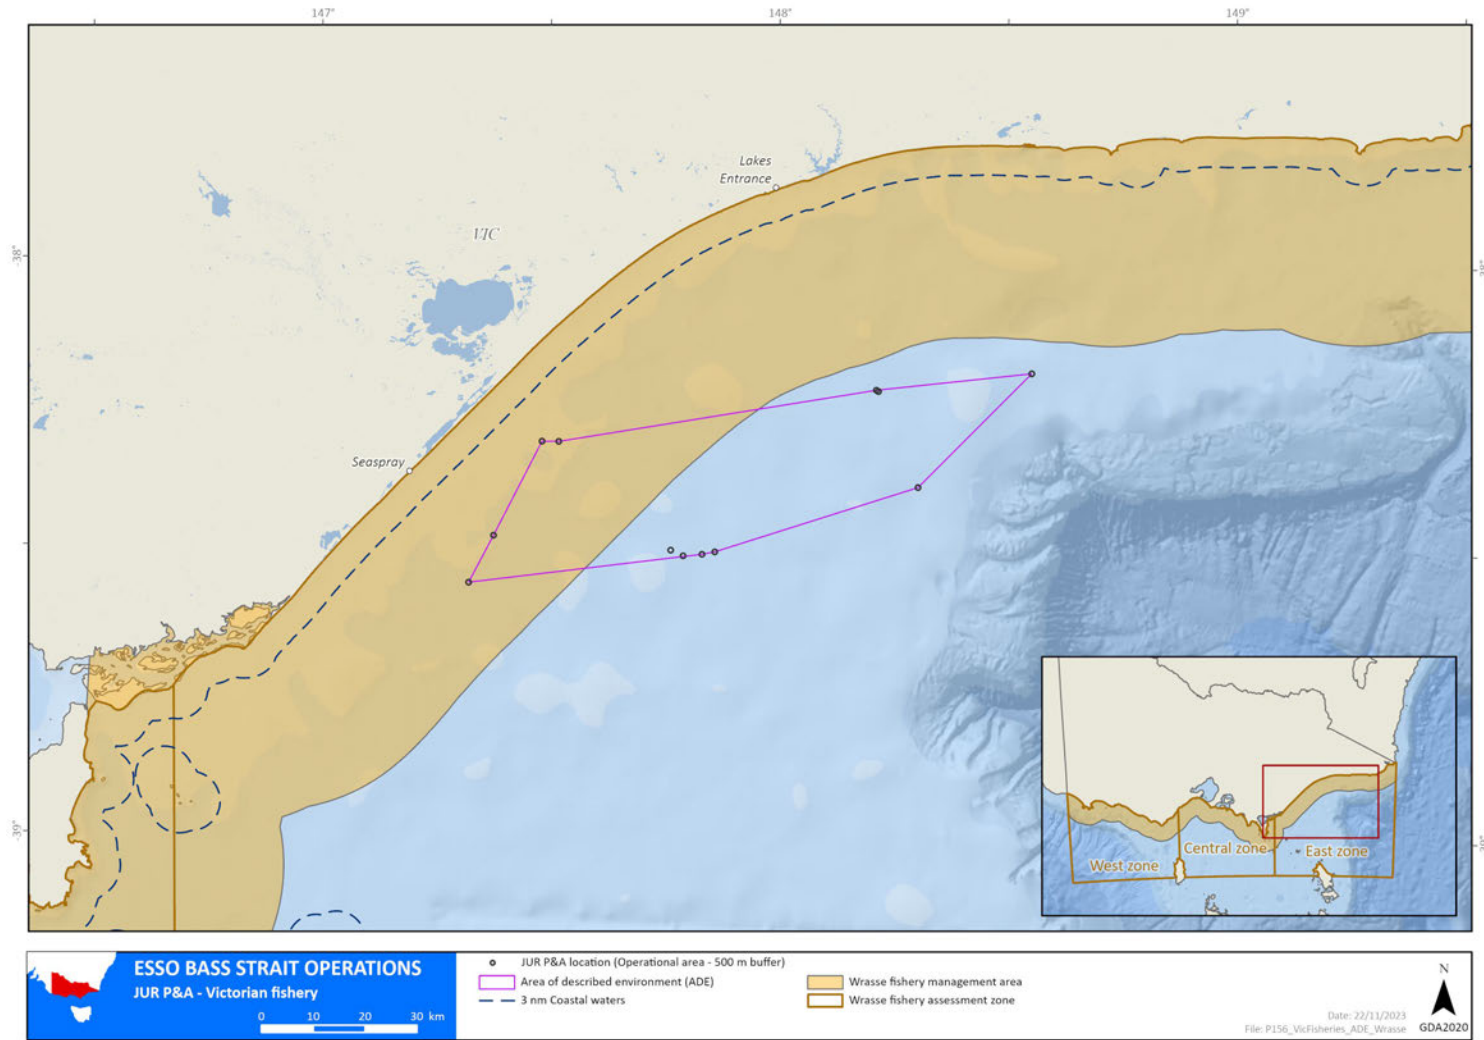 147°
148°
149°
-38°
-38°
-39°
-39°
Lakes
Entrance
VIC
Seaspray
West zone
Central zone
East zone
ESSO BASS STRAIT OPERATIONS
JUR P&A - Victorian fishery
0 10 20 30 km
JUR P&A location (Operational area - 500 m buffer)
Area of described environment (ADE)
3 nm Coastal waters
Wrasse fishery management area
Wrasse fishery assessment zone
Date: 22/11/2023
File: P156_VicFisheries_ADE_Wrasse
N
GDA2020